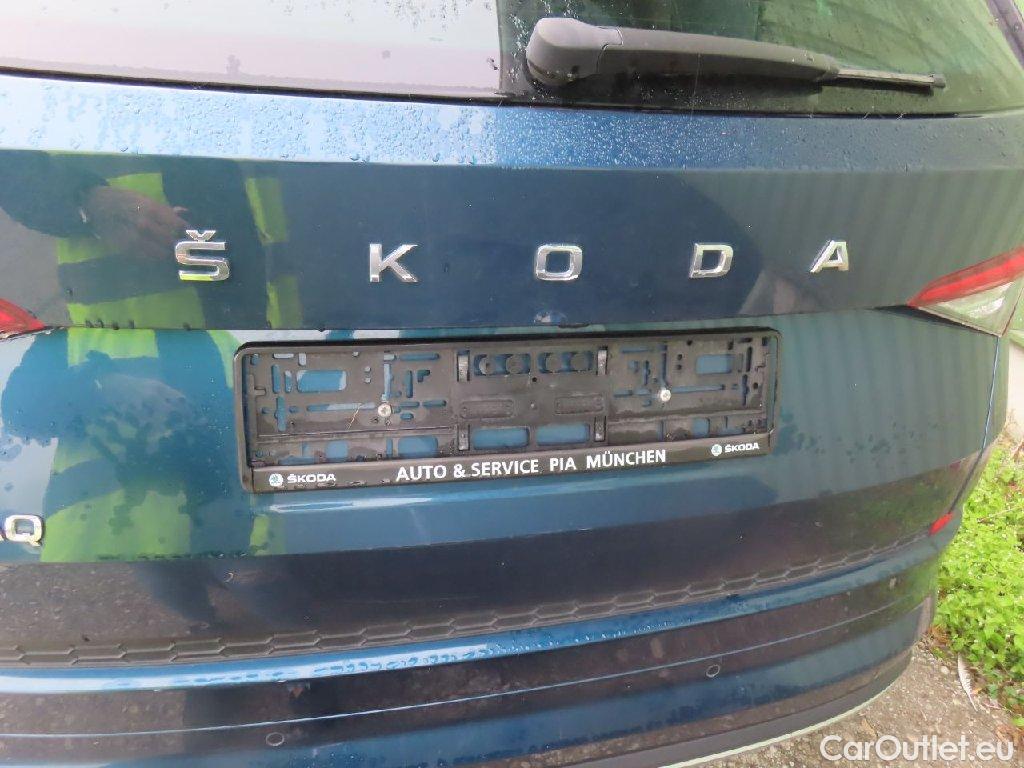 ŠKODA
ŠKODA AUTO & SERVICE PIA MÜNCHEN ŠKODA
Q
CarOutlet.eu